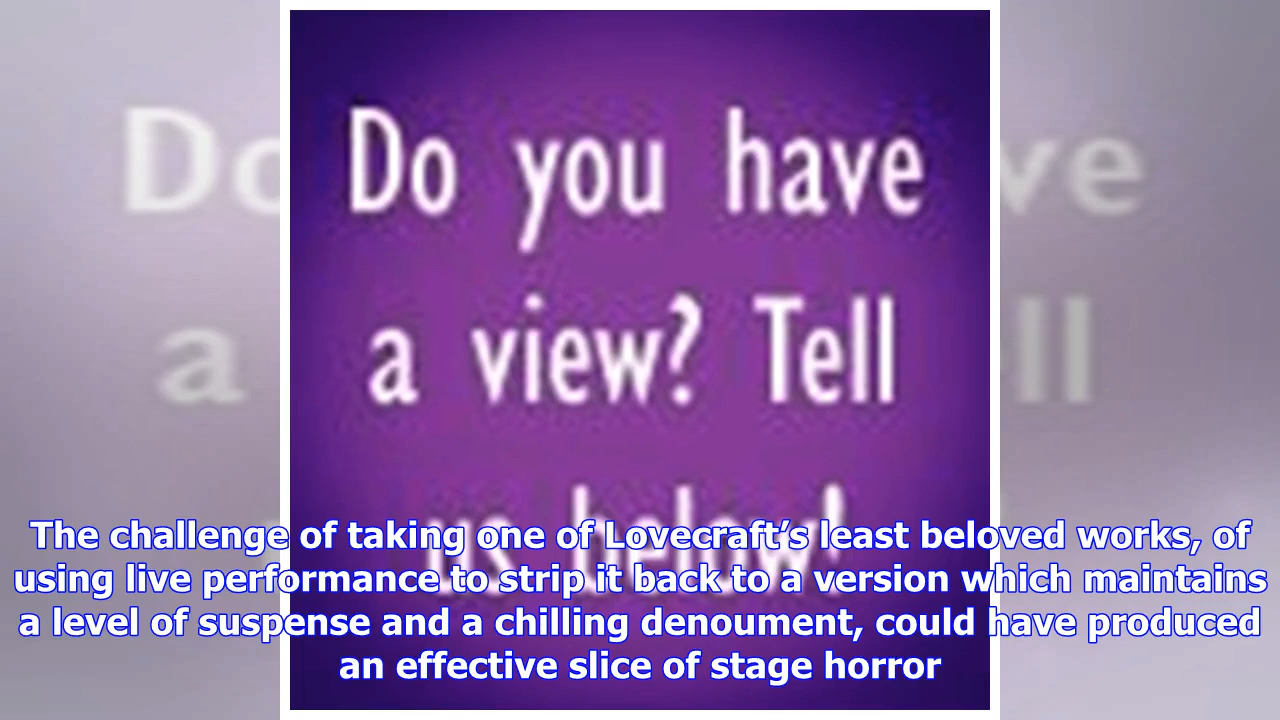 Do you have
a view? Tell
us below!
The challenge of taking one of Lovecraft’s least beloved works, of
using live performance to strip it back to a version which maintains
a level of suspense and a chilling denoument, could have produced
an effective slice of stage horror